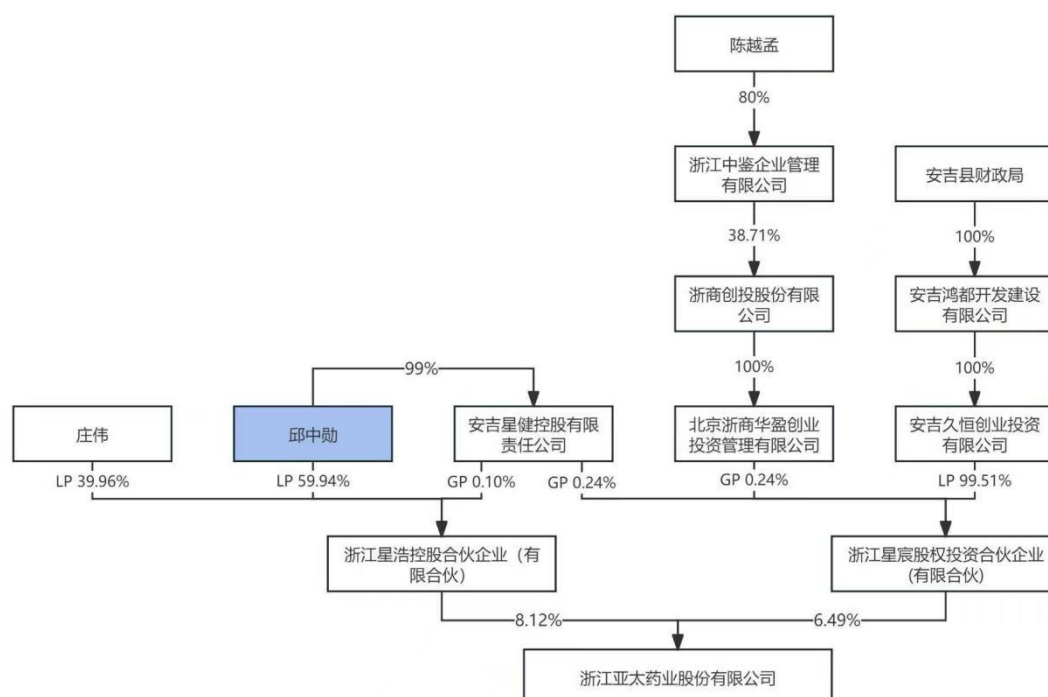 陈越孟
80%
浙江中鉴企业管理
有限公司
安吉县财政局
38.71%
100%
浙商创投股份有限
公司
安吉鸿都开发建设
有限公司
100%
100%
99%
庄伟
邱中勋
安吉星健控股有限
责任公司
北京浙商华盈创业
投资管理有限公司
安吉久恒创业投资
有限公司
LP 39.96%
LP 59.94%
GP 0.10%
GP 0.24%
GP 0.24%
LP 99.51%
浙江星浩控股合伙企业（有
限合伙）
浙江星宸股权投资合伙企业
(有限合伙)
8.12%
6.49%
浙江亚太药业股份有限公司